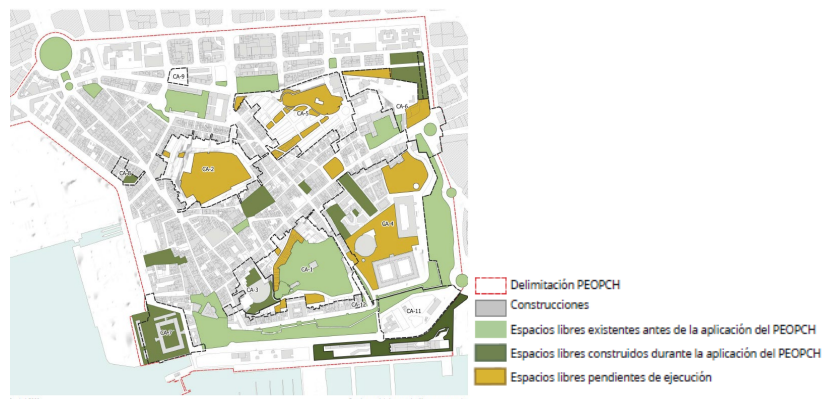 CA-9
CA-5
CA-6
CA-2
CA-4
CA-1
CA-3
CA-11
CA-7
Delimitación PEOPCH
Construcciones
Espacios libres existentes antes de la aplicación del PEOPCH
Espacios libres construidos durante la aplicación del PEOPCH
Espacios libres pendientes de ejecución